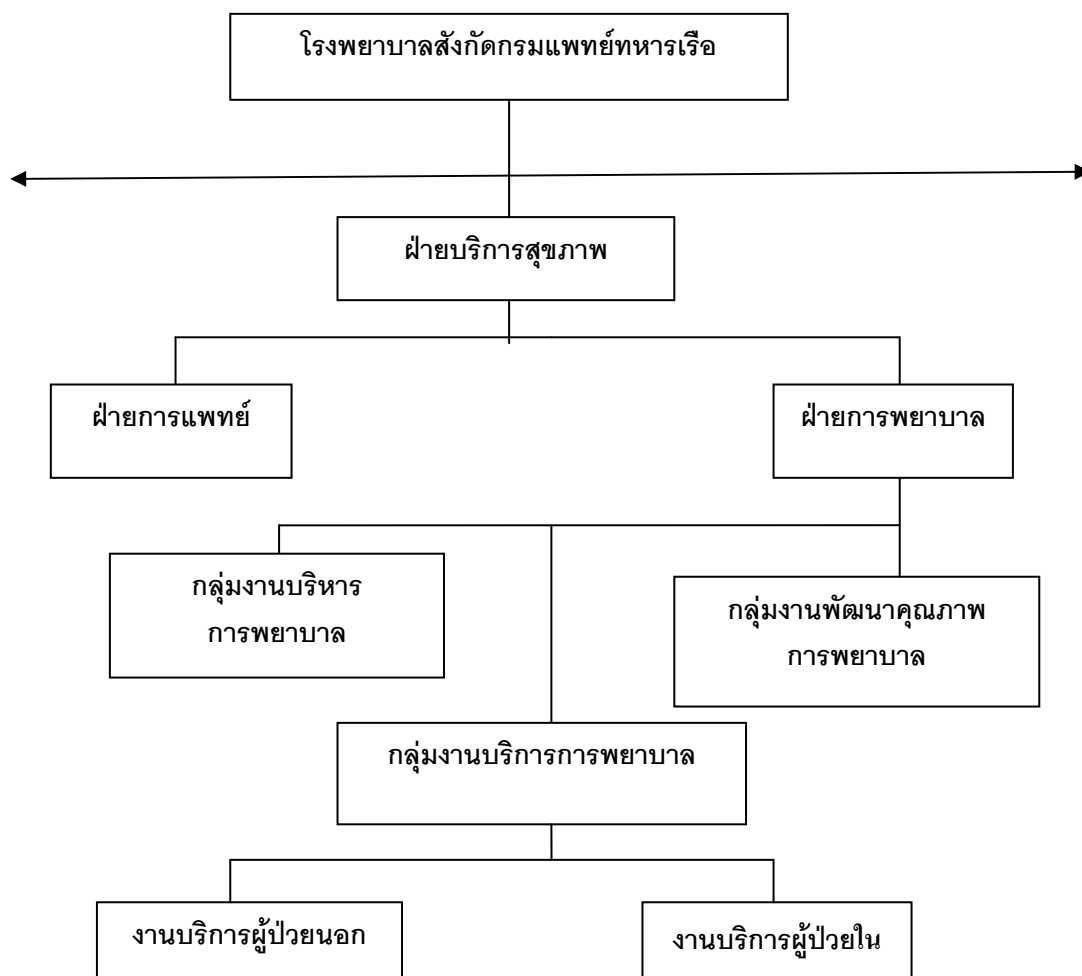 โรงพยาบาลสังกัดกรมแพทย์ทหารเรือ
ฝ่ายบริการสุขภาพ
ฝ่ายการแพทย์
ฝ่ายการพยาบาล
กลุ่มงานบริหาร
การพยาบาล
กลุ่มงานพัฒนาคุณภาพ
การพยาบาล
กลุ่มงานบริการการพยาบาล
งานบริการผู้ป่วยนอก
งานบริการผู้ป่วยใน